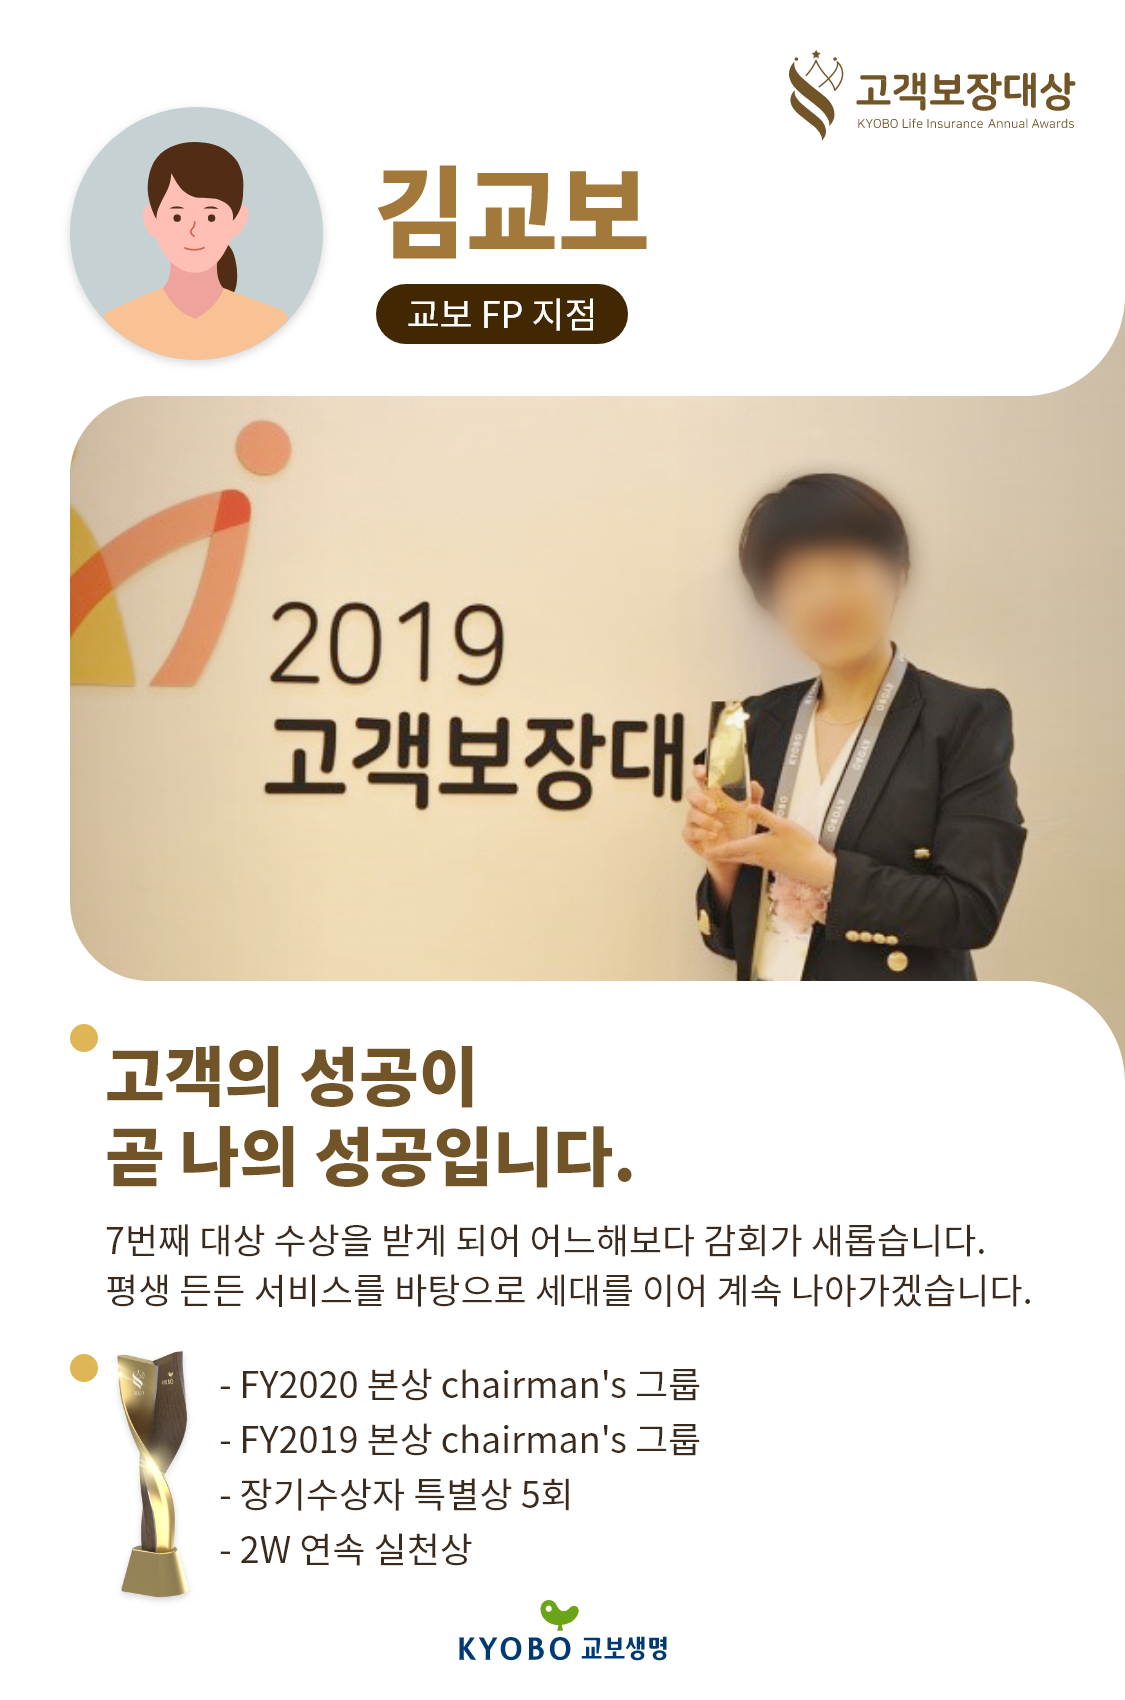 고객보장대상
KYOBO Life Insurance Annual Awards
김교보
교보 FP 지점
2019
고객보장대
고객의 성공이
곧 나의 성공입니다.
7번째 대상 수상을 받게 되어 어느해보다 감회가 새롭습니다.
평생 든든 서비스를 바탕으로 세대를 이어 계속 나아가겠습니다.
- FY2020 본상 chairman's 그룹
- FY2019 본상 chairman's 그룹
- 장기수상자 특별상 5회
- 2W 연속 실천상
KYOBO 교보생명